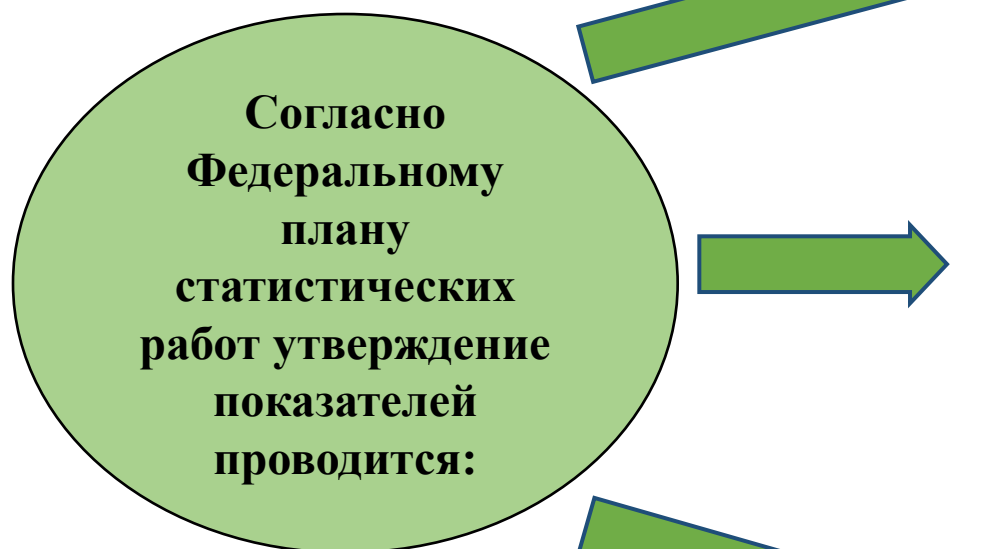 Согласно
Федеральному
плану
статистических
работ утверждение
показателей
проводится: